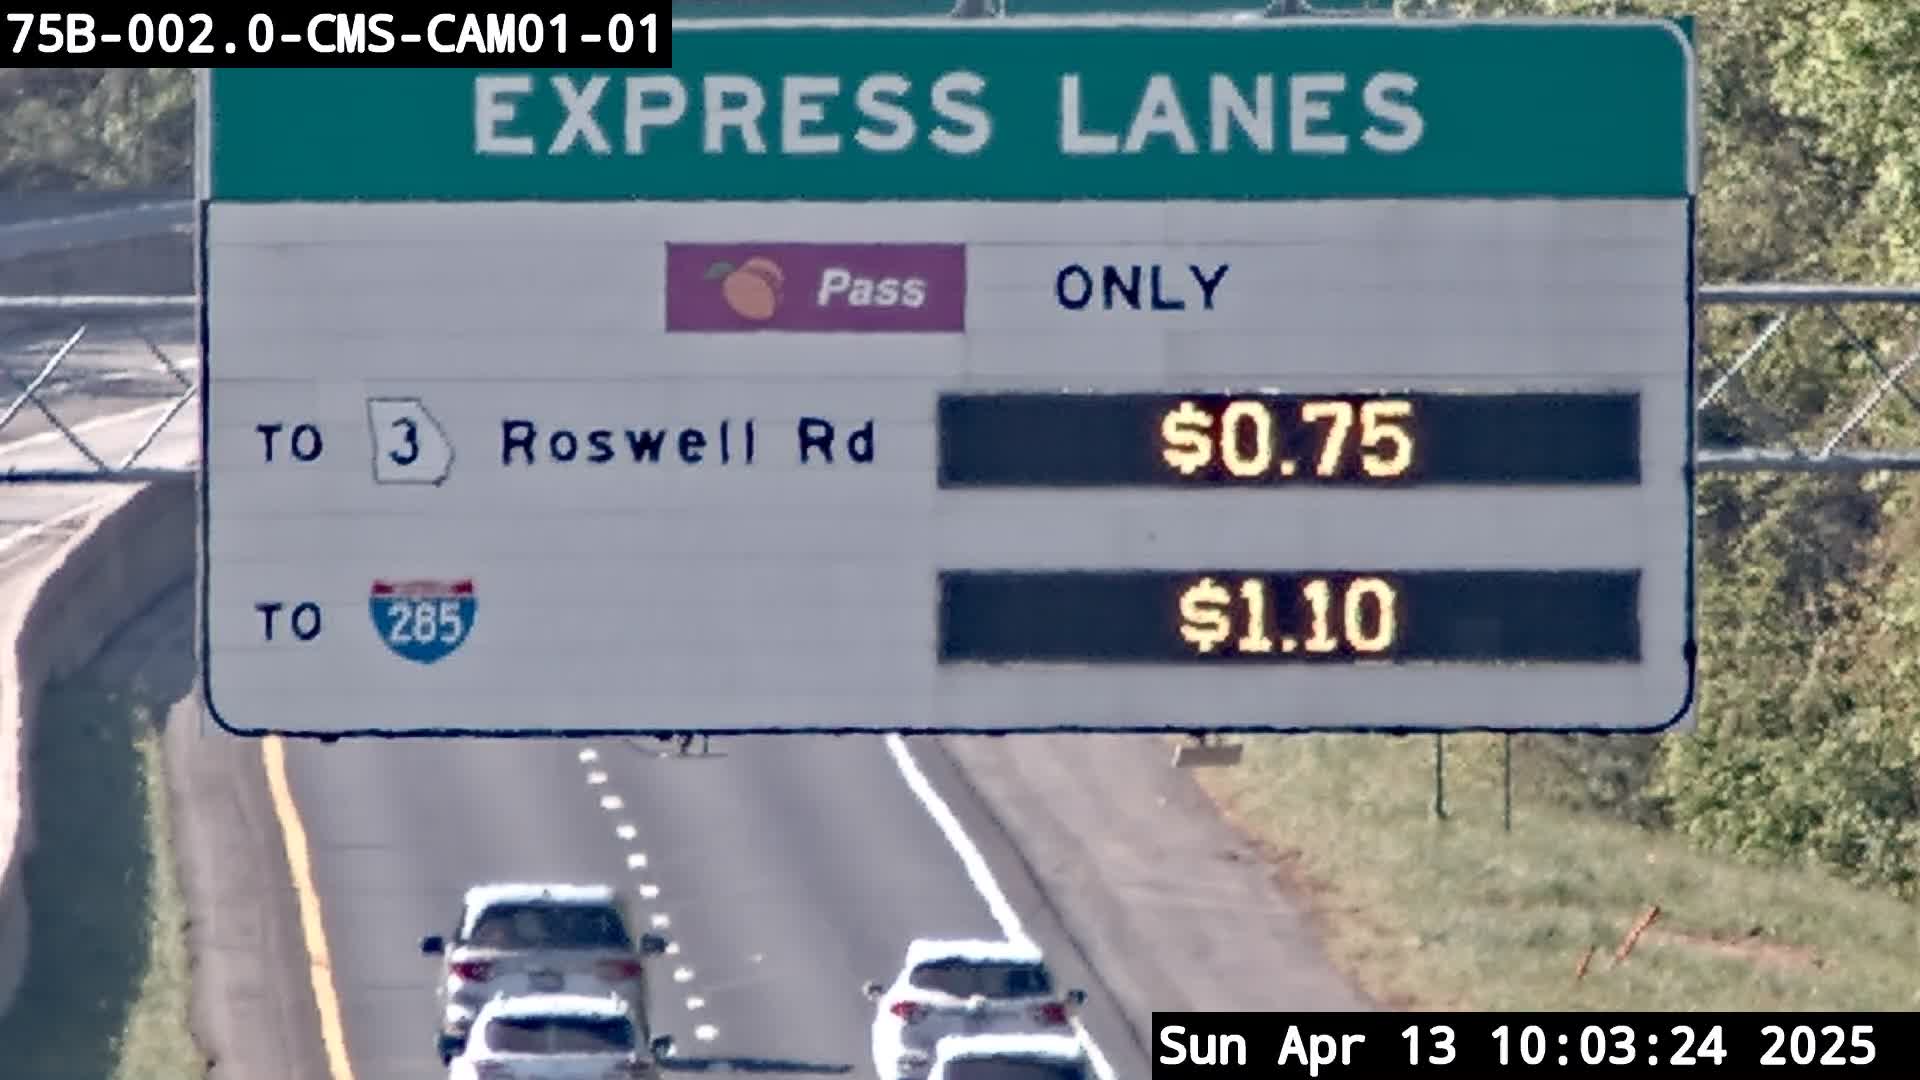 75B-002.0-CMS-CAM01-01
EXPRESS LANES
Pass ONLY
TO 3 Roswell Rd $0.75
TO 285 $1.10
Sun Apr 13 10:03:24 2025